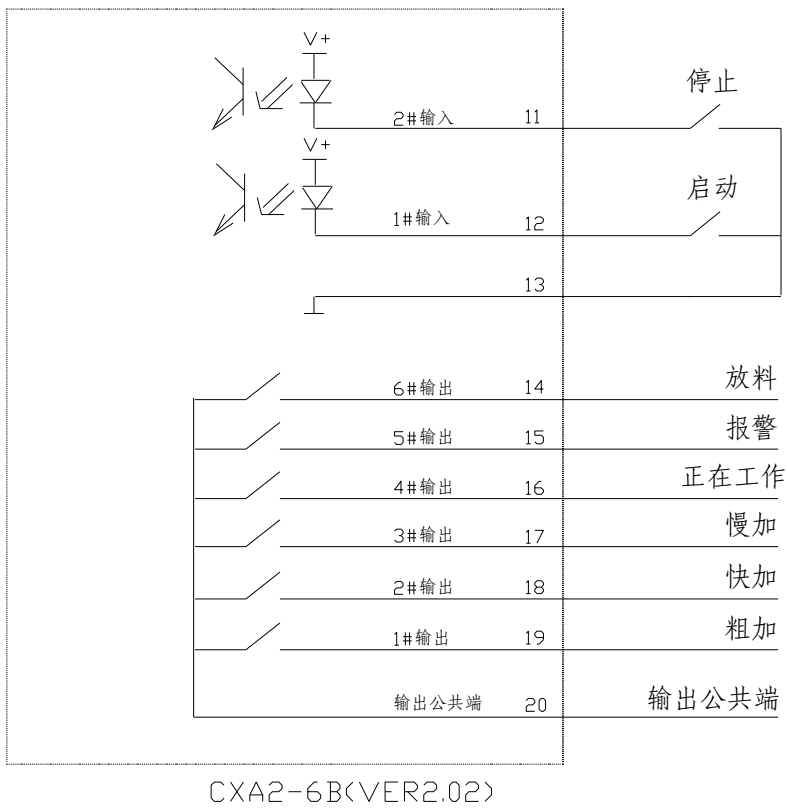 V+
停止
2#输入 11
V+
启动
1#输入 12
13
6#输出 14 放料
5#输出 15 报警
4#输出 16 正在工作
3#输出 17 慢加
2#输出 18 快加
1#输出 19 粗加
输出公共端 20 输出公共端
CXA2-6B(VER2.02)